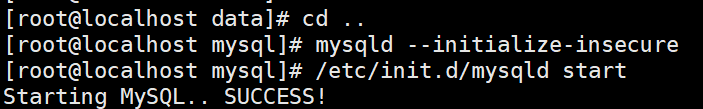 [root@localhost data]# cd ..
[root@localhost mysql]# mysqld --initialize-insecure
[root@localhost mysql]# /etc/init.d/mysqld start
Starting MySQL.. SUCCESS!